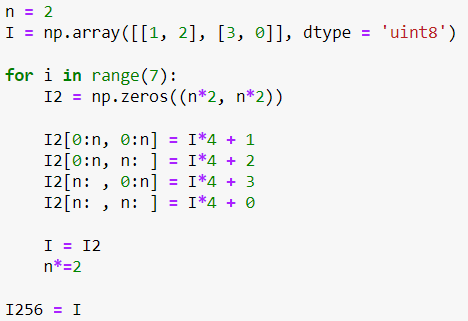 n = 2
I = np.array([[1, 2], [3, 0]], dtype = 'uint8')
for i in range(7):
    I2 = np.zeros((n*2, n*2))
    I2[0:n, 0:n] = I*4 + 1
    I2[0:n, n: ] = I*4 + 2
    I2[n: , 0:n] = I*4 + 3
    I2[n: , n: ] = I*4 + 0
    I = I2
    n*=2
I256 = I